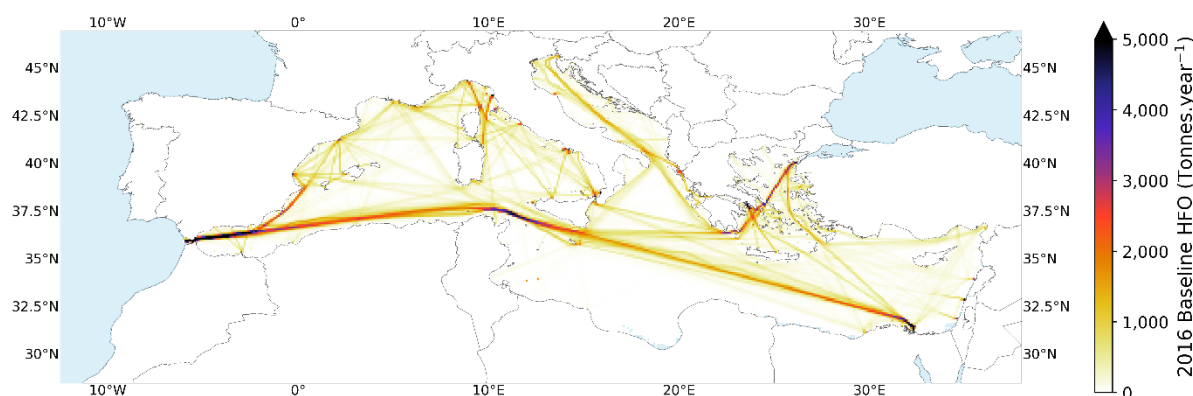 10°W 0° 10°E 20°E 30°E
45°N 45°N
42.5°N 42.5°N
40°N 40°N
37.5°N 37.5°N
35°N 35°N
32.5°N 32.5°N
30°N 30°N
10°W 0° 10°E 20°E 30°E
5,000
4,000
3,000
2,000
1,000
0
2016 Baseline HFO (Tonnes.year⁻¹)